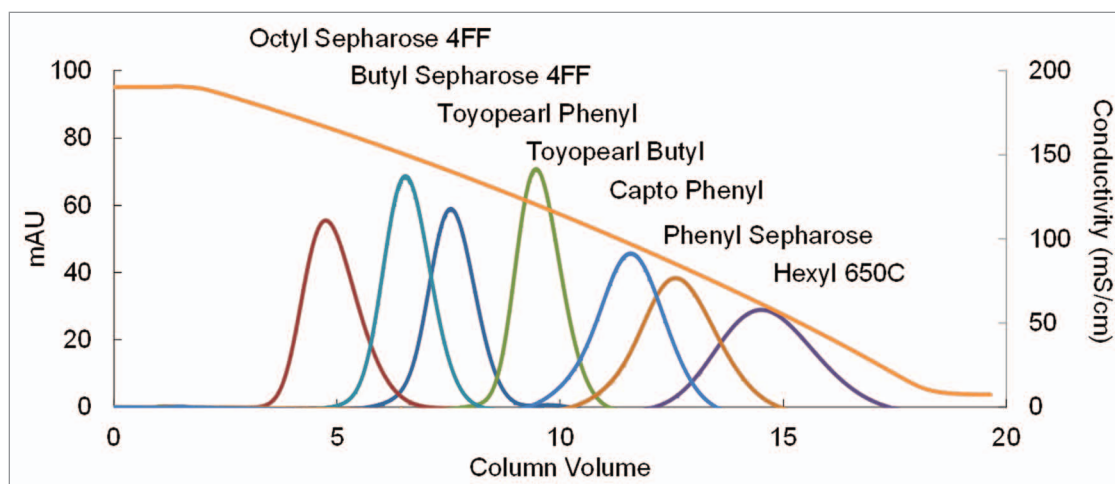 Octyl Sepharose 4FF
Butyl Sepharose 4FF
Toyopearl Phenyl
Toyopearl Butyl
Capto Phenyl
Phenyl Sepharose
Hexyl 650C
100
80
60
40
20
0
mAU
200
150
100
50
0
Conductivity (mS/cm)
0
5
10
15
20
Column Volume